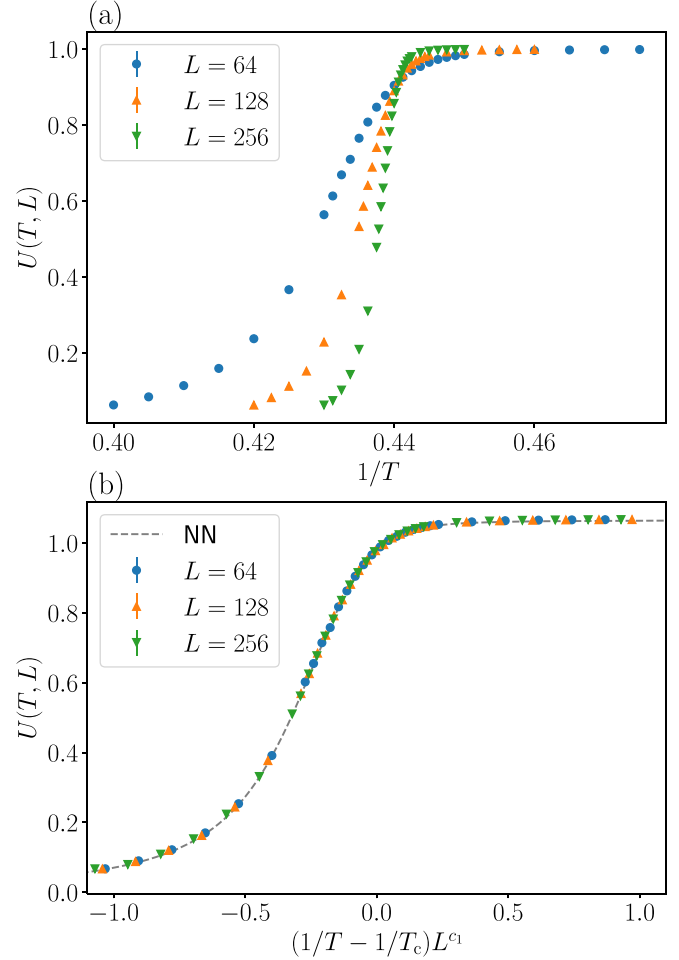 (a)
1.0
0.8
0.6
0.4
0.2
U(T, L)
L = 64
L = 128
L = 256
0.40 0.42 0.44 0.46
1/T
(b)
1.0
0.8
0.6
0.4
0.2
0.0
U(T, L)
NN
L = 64
L = 128
L = 256
−1.0 −0.5 0.0 0.5 1.0
(1/T − 1/T_c)L^{c_1}